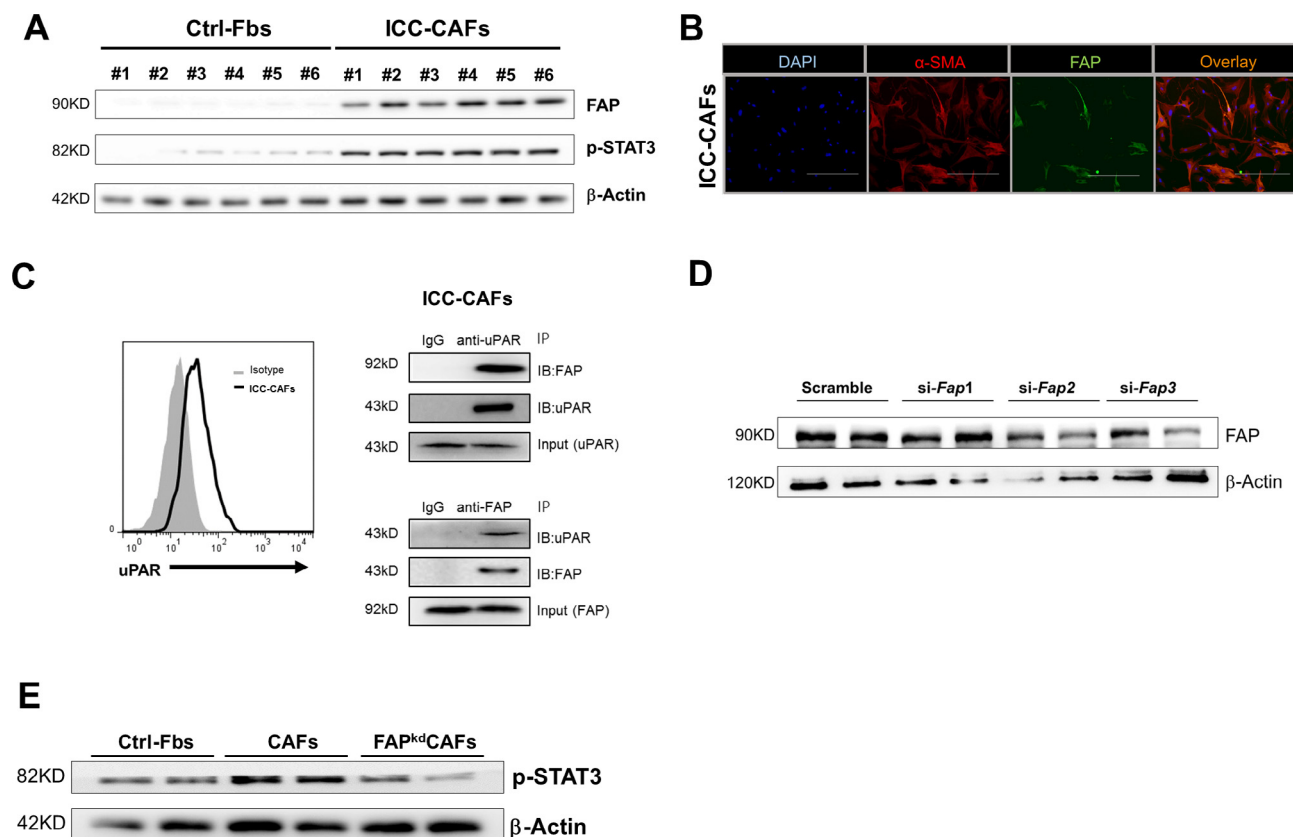 A
Ctrl-Fbs ICC-CAFs
#1 #2 #3 #4 #5 #6 #1 #2 #3 #4 #5 #6
90KD FAP
82KD p-STAT3
42KD β-Actin
B
DAPI α-SMA FAP Overlay
ICC-CAFs
C
Isotype
ICC-CAFs
0
10⁰ 10¹ 10² 10³ 10⁴
uPAR
ICC-CAFs
IgG anti-uPAR IP
92kD IB:FAP
43kD IB:uPAR
43kD Input (uPAR)
IgG anti-FAP IP
43kD IB:uPAR
43kD IB:FAP
92kD Input (FAP)
D
Scramble si-Fap1 si-Fap2 si-Fap3
90KD FAP
120KD β-Actin
E
Ctrl-Fbs CAFs FAPᵏᵈCAFs
82KD p-STAT3
42KD β-Actin